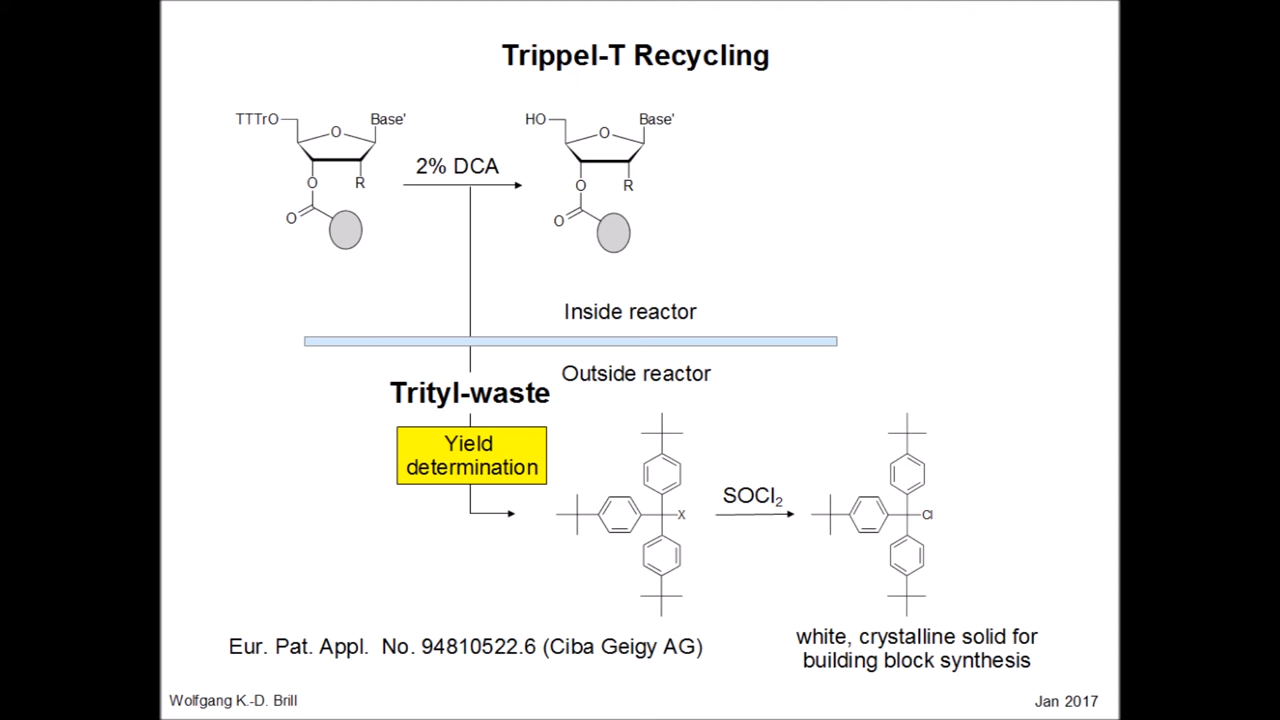 Trippel-T Recycling
TTTrO
O
Base'
O
R
O
2% DCA
HO
O
Base'
O
R
O
Inside reactor
Outside reactor
Trityl-waste
Yield
determination
X
SOCl₂
Cl
Eur. Pat. Appl. No. 94810522.6 (Ciba Geigy AG)
white, crystalline solid for
building block synthesis
Wolfgang K.-D. Brill
Jan 2017